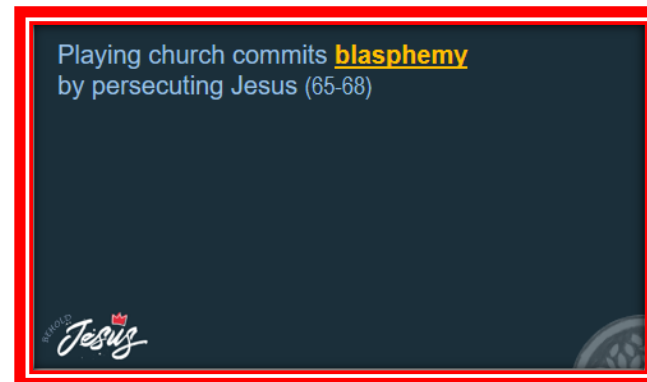 Playing church commits blasphemy
by persecuting Jesus (65-68)
BEHOLD
Jesus